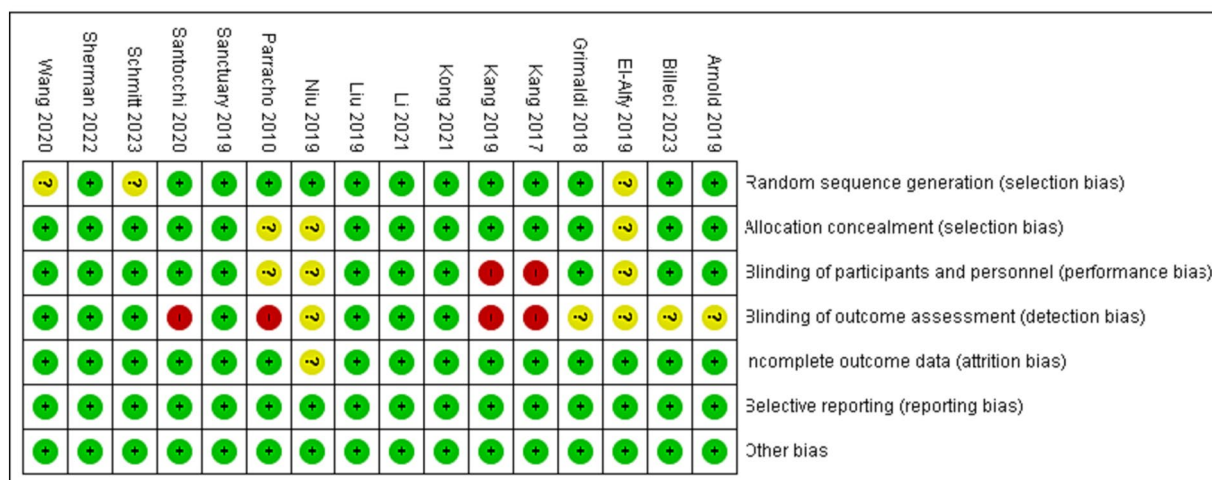 Wang 2020
Sherman 2022
Schmitt 2023
Santocchi 2020
Sanctuary 2019
Parracho 2010
Niu 2019
Liu 2019
Li 2021
Kong 2021
Kang 2019
Kang 2017
Grimaldi 2018
El-Alfy 2019
Billeci 2023
Arnold 2019
? + ? + + + + + + + + + + ? + + Random sequence generation (selection bias)
+ + + + + ? ? + + + + + + ? + + Allocation concealment (selection bias)
+ + + + + ? ? + + + - - + ? + + Blinding of participants and personnel (performance bias)
+ + + - + - ? + + + - - ? ? ? ? Blinding of outcome assessment (detection bias)
+ + + + + + ? + + + + + + + + + Incomplete outcome data (attrition bias)
+ + + + + + + + + + + + + + + + Selective reporting (reporting bias)
+ + + + + + + + + + + + + + + + Other bias